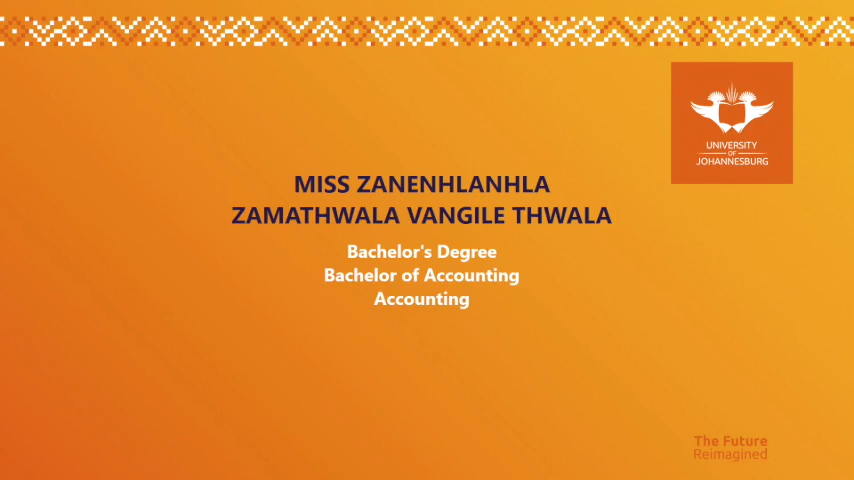 UNIVERSITY
OF
JOHANNESBURG
MISS ZANENHLANHLA
ZAMATHWALA VANGILE THWALA
Bachelor's Degree
Bachelor of Accounting
Accounting
The Future
Reimagined